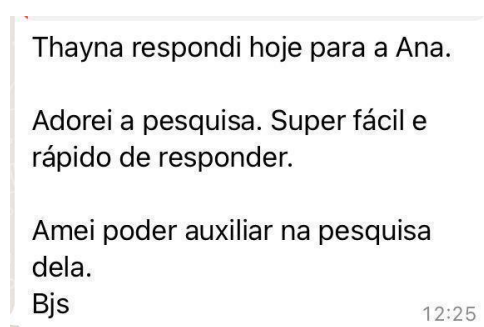 Thayna respondi hoje para a Ana.
Adorei a pesquisa. Super fácil e
rápido de responder.
Amei poder auxiliar na pesquisa
dela.
Bjs
12:25